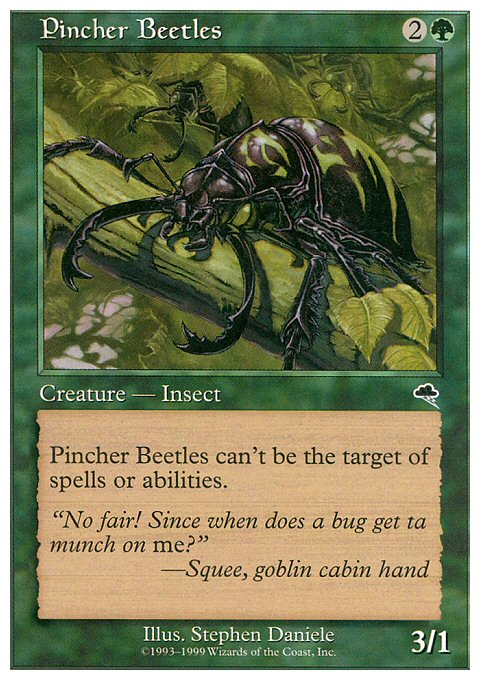 Pincher Beetles 2
Creature — Insect
Pincher Beetles can't be the target of
spells or abilities.
"No fair! Since when does a bug get ta
munch on me?"
—Squee, goblin cabin hand
Illus. Stephen Daniele
©1993–1999 Wizards of the Coast, Inc.
3/1